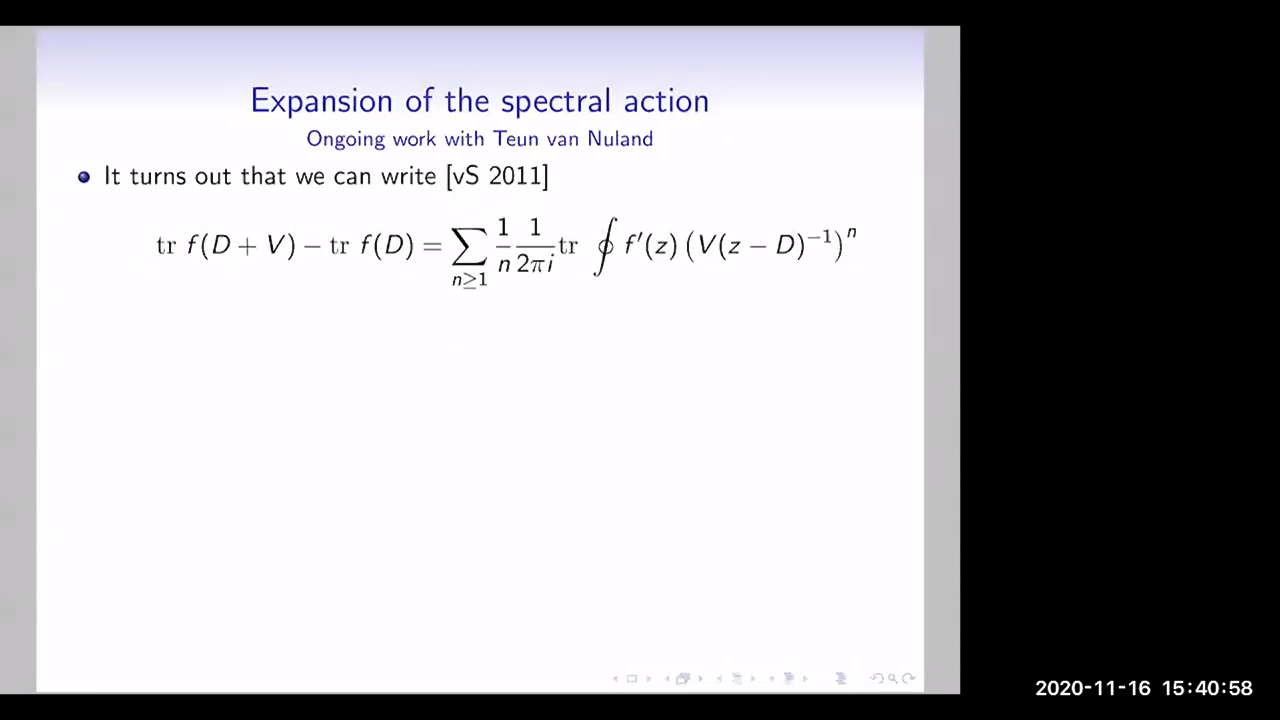 Expansion of the spectral action
Ongoing work with Teun van Nuland
It turns out that we can write [vS 2011]
tr f(D + V) − tr f(D) = ∑_{n≥1} 1/n 1/2πi tr ∮ f′(z) (V(z − D)^{−1})^n
2020-11-16 15:40:58